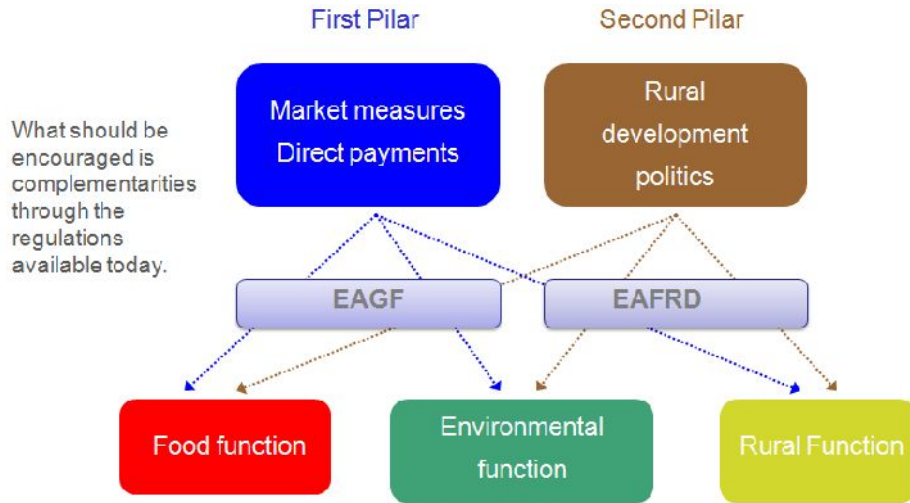 First Pilar
Second Pilar
Market measures
Direct payments
Rural
development
politics
What should be
encouraged is
complementarities
through the
regulations
available today.
EAGF
EAFRD
Food function
Environmental
function
Rural Function